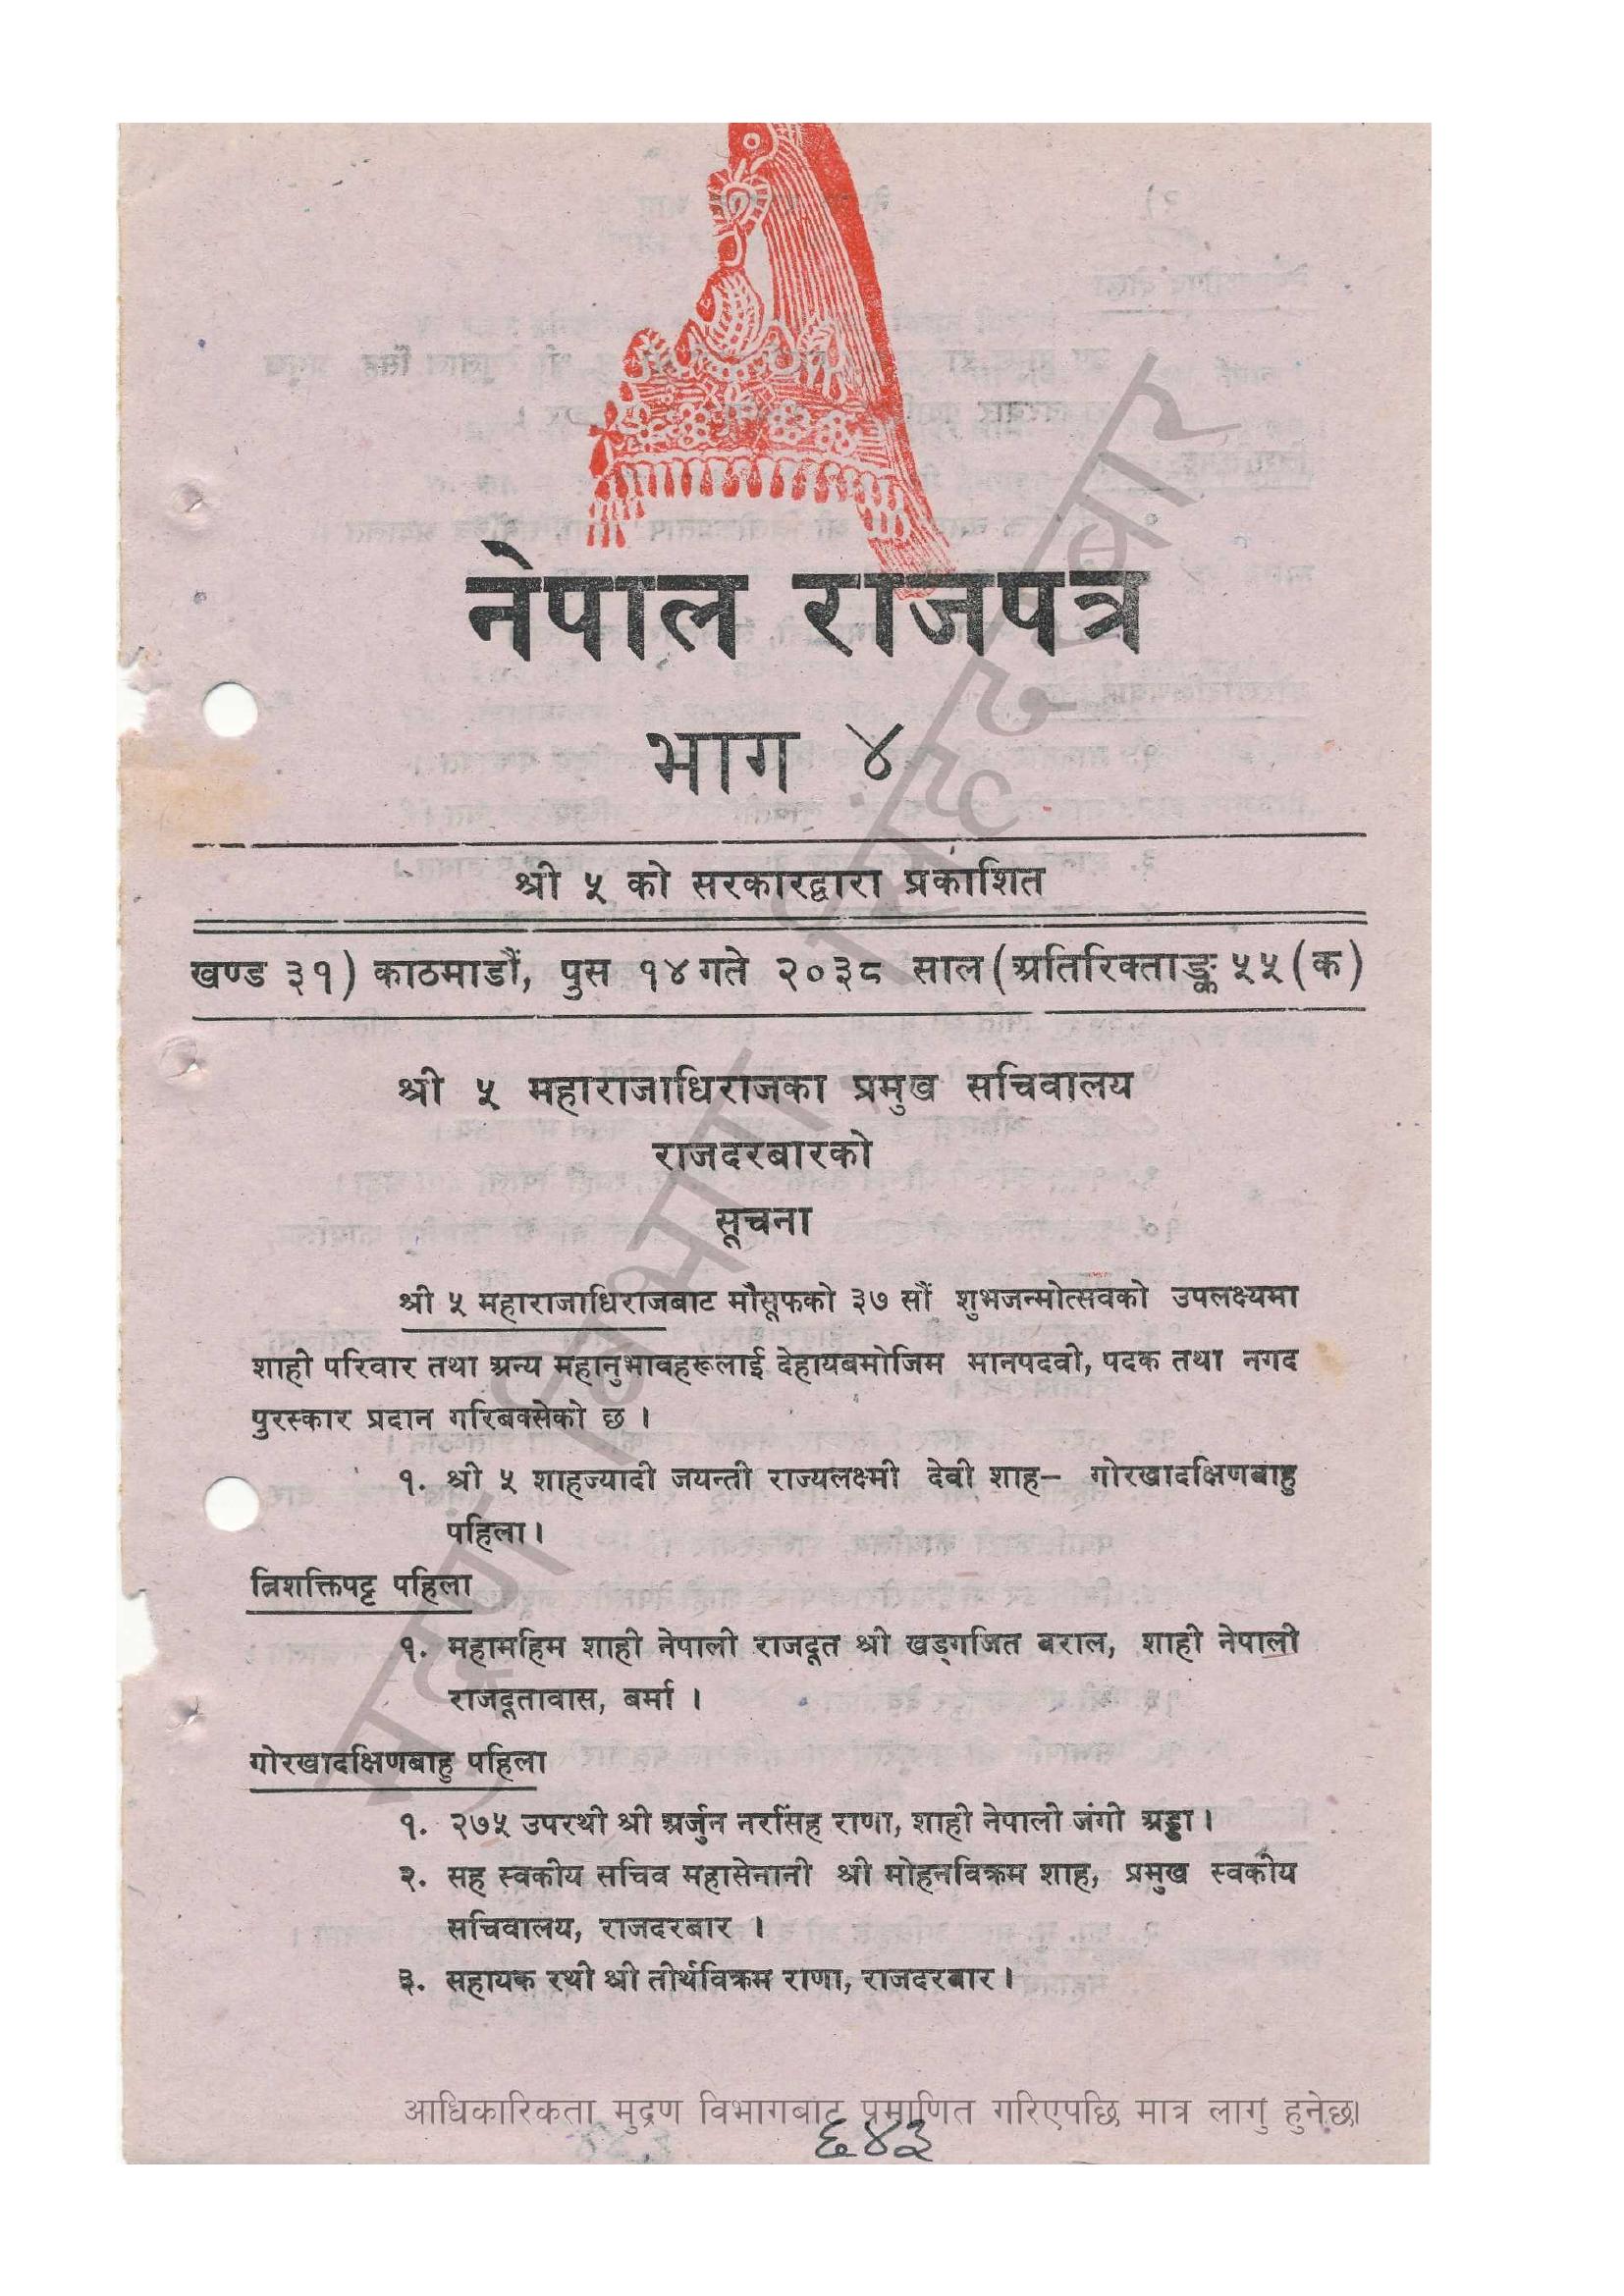 नेपाल राजपत्र
भाग ४
श्री ५ को सरकारद्वारा प्रकाशित
खण्ड ३१) काठमाडौं, पुस १४ गते २०३८ साल (अतिरिक्ताङ्क ५५ (क)
श्री ५ महाराजाधिराजका प्रमुख सचिवालय
राजदरबारको
सूचना
श्री ५ महाराजाधिराजबाट मौसूफको ३७ सौं शुभजन्मोत्सवको उपलक्ष्यमा
शाही परिवार तथा अन्य महानुभावहरूलाई देहायबमोजिम मानपदवी, पदक तथा नगद
पुरस्कार प्रदान गरिबक्सेको छ ।
१. श्री ५ शाहज्यादी जयन्ती राज्यलक्ष्मी देवी शाह– गोरखादक्षिणबाहु
पहिला ।
त्रिशक्तिपट्ट पहिला
१. महामहिम शाही नेपाली राजदूत श्री खड्गजित बराल, शाही नेपाली
राजदूतावास, बर्मा ।
गोरखादक्षिणबाहु पहिला
१. २७५ उपरथी श्री अर्जुन नरसिंह राणा, शाही नेपाली जंगी अड्डा ।
२. सह स्वकीय सचिव महासेनानी श्री मोहनविक्रम शाह, प्रमुख स्वकीय
सचिवालय, राजदरबार ।
३. सहायक रथी श्री तीर्थविक्रम राणा, राजदरबार ।
आधिकारिकता मुद्रण विभागबाट प्रमाणित गरिएपछि मात्र लागु हुनेछ।
६४३